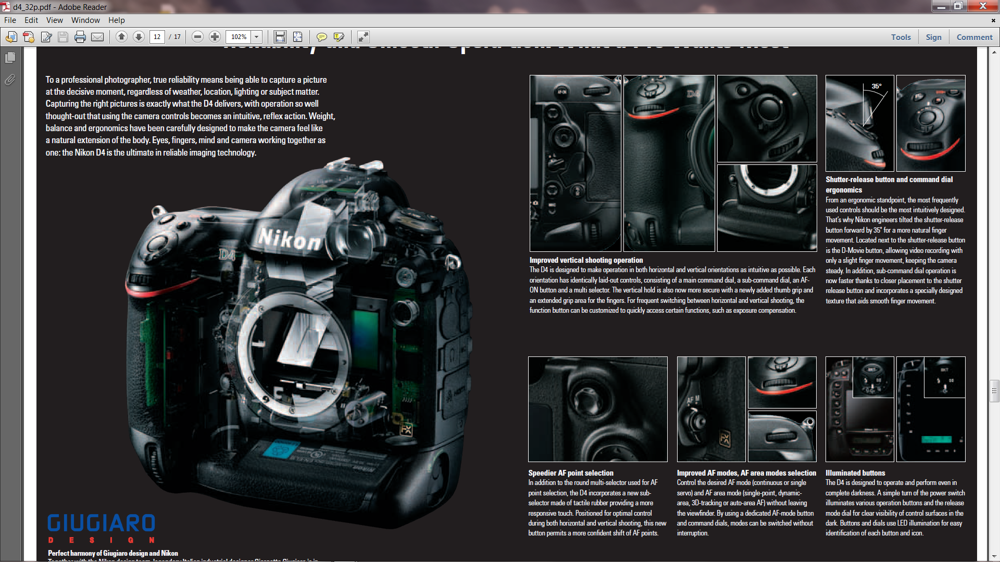 d4_32p.pdf - Adobe Reader
File Edit View Window Help
12 / 17
102%
Tools Sign Comment
To a professional photographer, true reliability means being able to capture a picture
at the decisive moment, regardless of weather, location, lighting or subject matter.
Capturing the right pictures is exactly what the D4 delivers, with operation so well
thought-out that using the camera controls becomes an intuitive, reflex action. Weight,
balance and ergonomics have been carefully designed to make the camera feel like
a natural extension of the body. Eyes, fingers, mind and camera working together as
one: the Nikon D4 is the ultimate in reliable imaging technology.
Nikon
D4
FX
GIUGIARO
DESIGN
Perfect harmony of Giugiaro design and Nikon
AF-ON
D4
35°
Improved vertical shooting operation
The D4 is designed to make operation in both horizontal and vertical orientations as intuitive as possible. Each
orientation has identically laid-out controls, consisting of a main command dial, a sub-command dial, an AF-
ON button and a multi selector. The vertical hold is also now more secure with a newly added thumb grip and
an extended grip area for the fingers. For frequent switching between horizontal and vertical shooting, the
function button can be customized to quickly access certain functions, such as exposure compensation.
Shutter-release button and command dial
ergonomics
From an ergonomic standpoint, the most frequently
used controls should be the most intuitively designed.
That's why Nikon engineers tilted the shutter-release
button forward by 35° for a more natural finger
movement. Located next to the shutter-release button
is the D-Movie button, allowing video recording with
only a slight finger movement, keeping the camera
steady. In addition, sub-command dial operation is
now faster thanks to closer placement to the shutter
release button and incorporates a specially designed
texture that aids smooth finger movement.
Speedier AF point selection
In addition to the round multi-selector used for AF
point selection, the D4 incorporates a new sub-
selector made of tactile rubber providing a more
responsive touch. Positioned for optimal control
during both horizontal and vertical shooting, this new
button permits a more confident shift of AF points.
AF M
FX
Improved AF modes, AF area modes selection
Control the desired AF mode (continuous or single
servo) and AF area mode (single-point, dynamic-
area, 3D-tracking or auto-area AF) without leaving
the viewfinder. By using a dedicated AF-mode button
and command dials, modes can be switched without
interruption.
BKT
BKT
Illuminated buttons
The D4 is designed to operate and perform even in
complete darkness. A simple turn of the power switch
illuminates various operation buttons and the release
mode dial for clear visibility of control surfaces in the
dark. Buttons and dials use LED illumination for easy
identification of each button and icon.